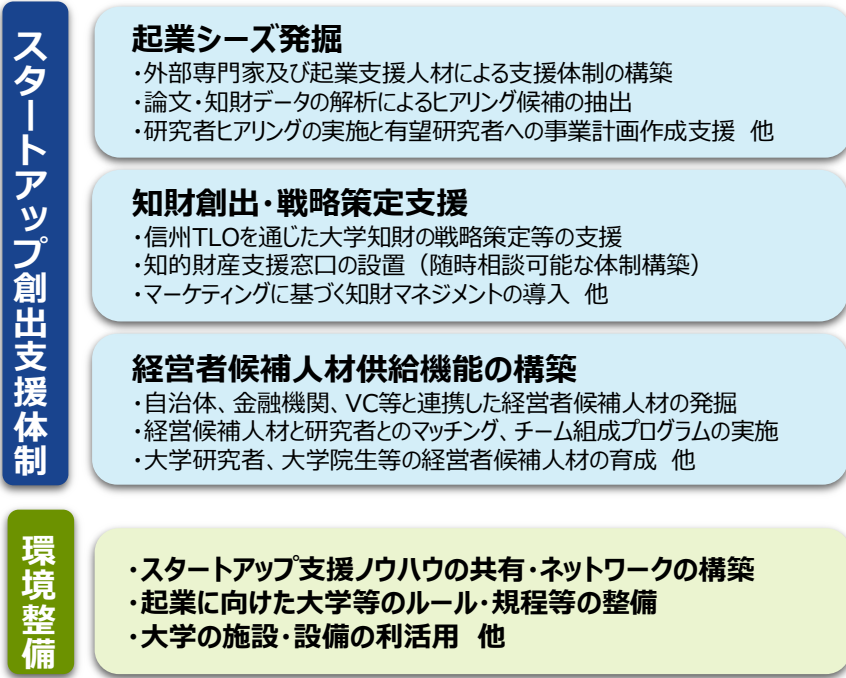 スタートアップ創出支援体制
起業シーズ発掘
・外部専門家及び起業支援人材による支援体制の構築
・論文・知財データの解析によるヒアリング候補の抽出
・研究者ヒアリングの実施と有望研究者への事業計画作成支援 他
知財創出・戦略策定支援
・信州TLOを通じた大学知財の戦略策定等の支援
・知的財産支援窓口の設置（随時相談可能な体制構築）
・マーケティングに基づく知財マネジメントの導入 他
経営者候補人材供給機能の構築
・自治体、金融機関、VC等と連携した経営者候補人材の発掘
・経営候補人材と研究者とのマッチング、チーム組成プログラムの実施
・大学研究者、大学院生等の経営者候補人材の育成 他
環境整備
・スタートアップ支援ノウハウの共有・ネットワークの構築
・起業に向けた大学等のルール・規程等の整備
・大学の施設・設備の利活用 他